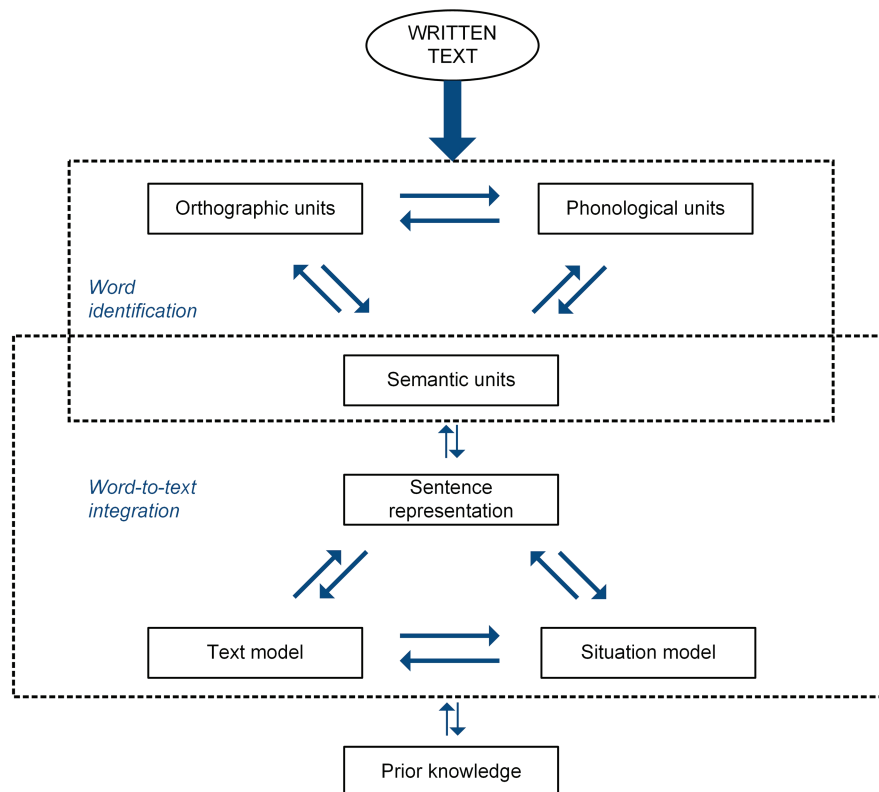 WRITTEN
TEXT
Orthographic units
Phonological units
Word
identification
Semantic units
Word-to-text
integration
Sentence
representation
Text model
Situation model
Prior knowledge